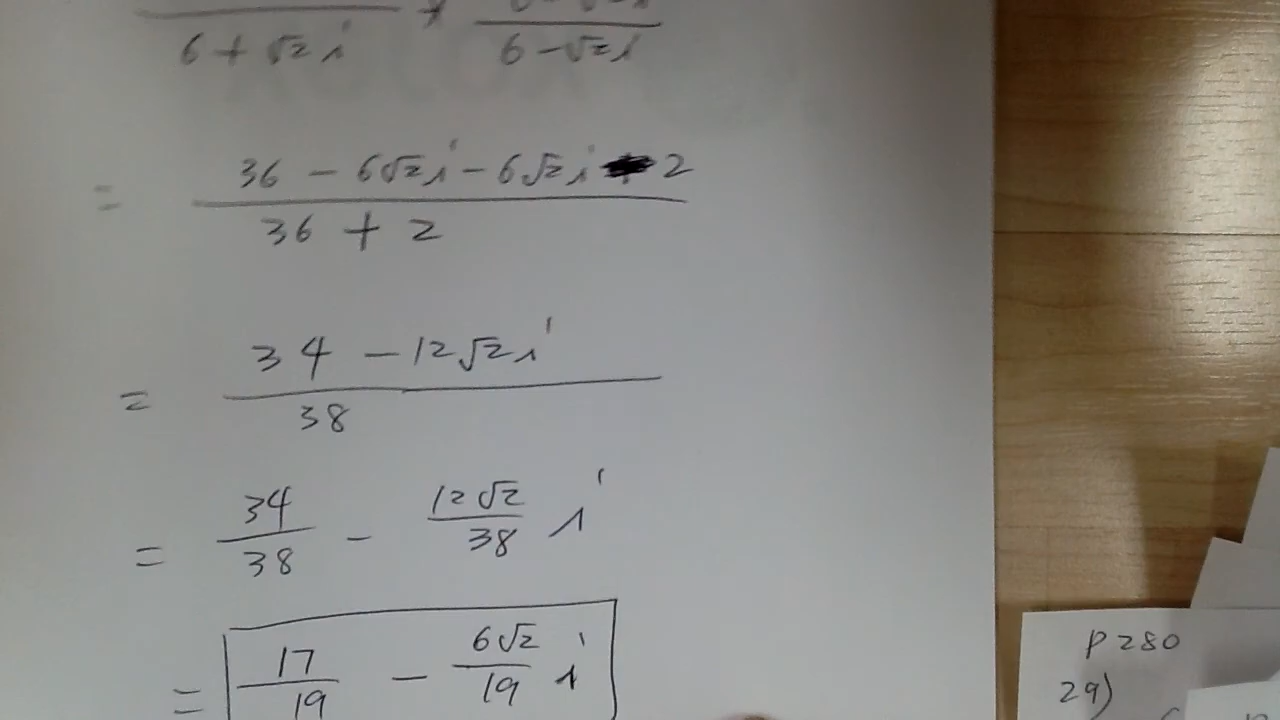 6 + √2 i 6 - √2 i
= 36 - 6√2 i - 6√2 i - 2
36 + 2
= 34 - 12√2 i
38
= 34/38 - 12√2/38 i
= 17/19 - 6√2/19 i
P280
29)